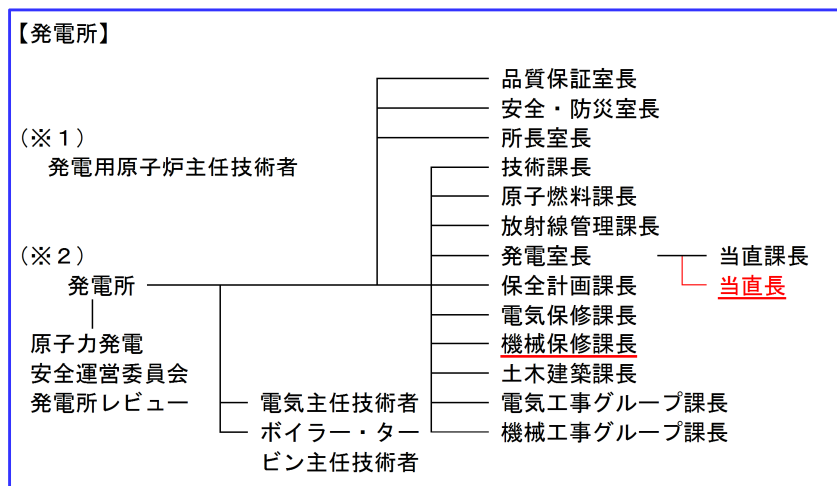 【発電所】
品質保証室長
安全・防災室長
(※1)
所長室長
発電用原子炉主任技術者
技術課長
原子燃料課長
放射線管理課長
(※2)
発電室長
当直課長
発電所
保全計画課長
当直長
電気保修課長
原子力発電
機械保修課長
安全運営委員会
土木建築課長
発電所レビュー
電気主任技術者
電気工事グループ課長
ボイラー・ター
機械工事グループ課長
ビン主任技術者